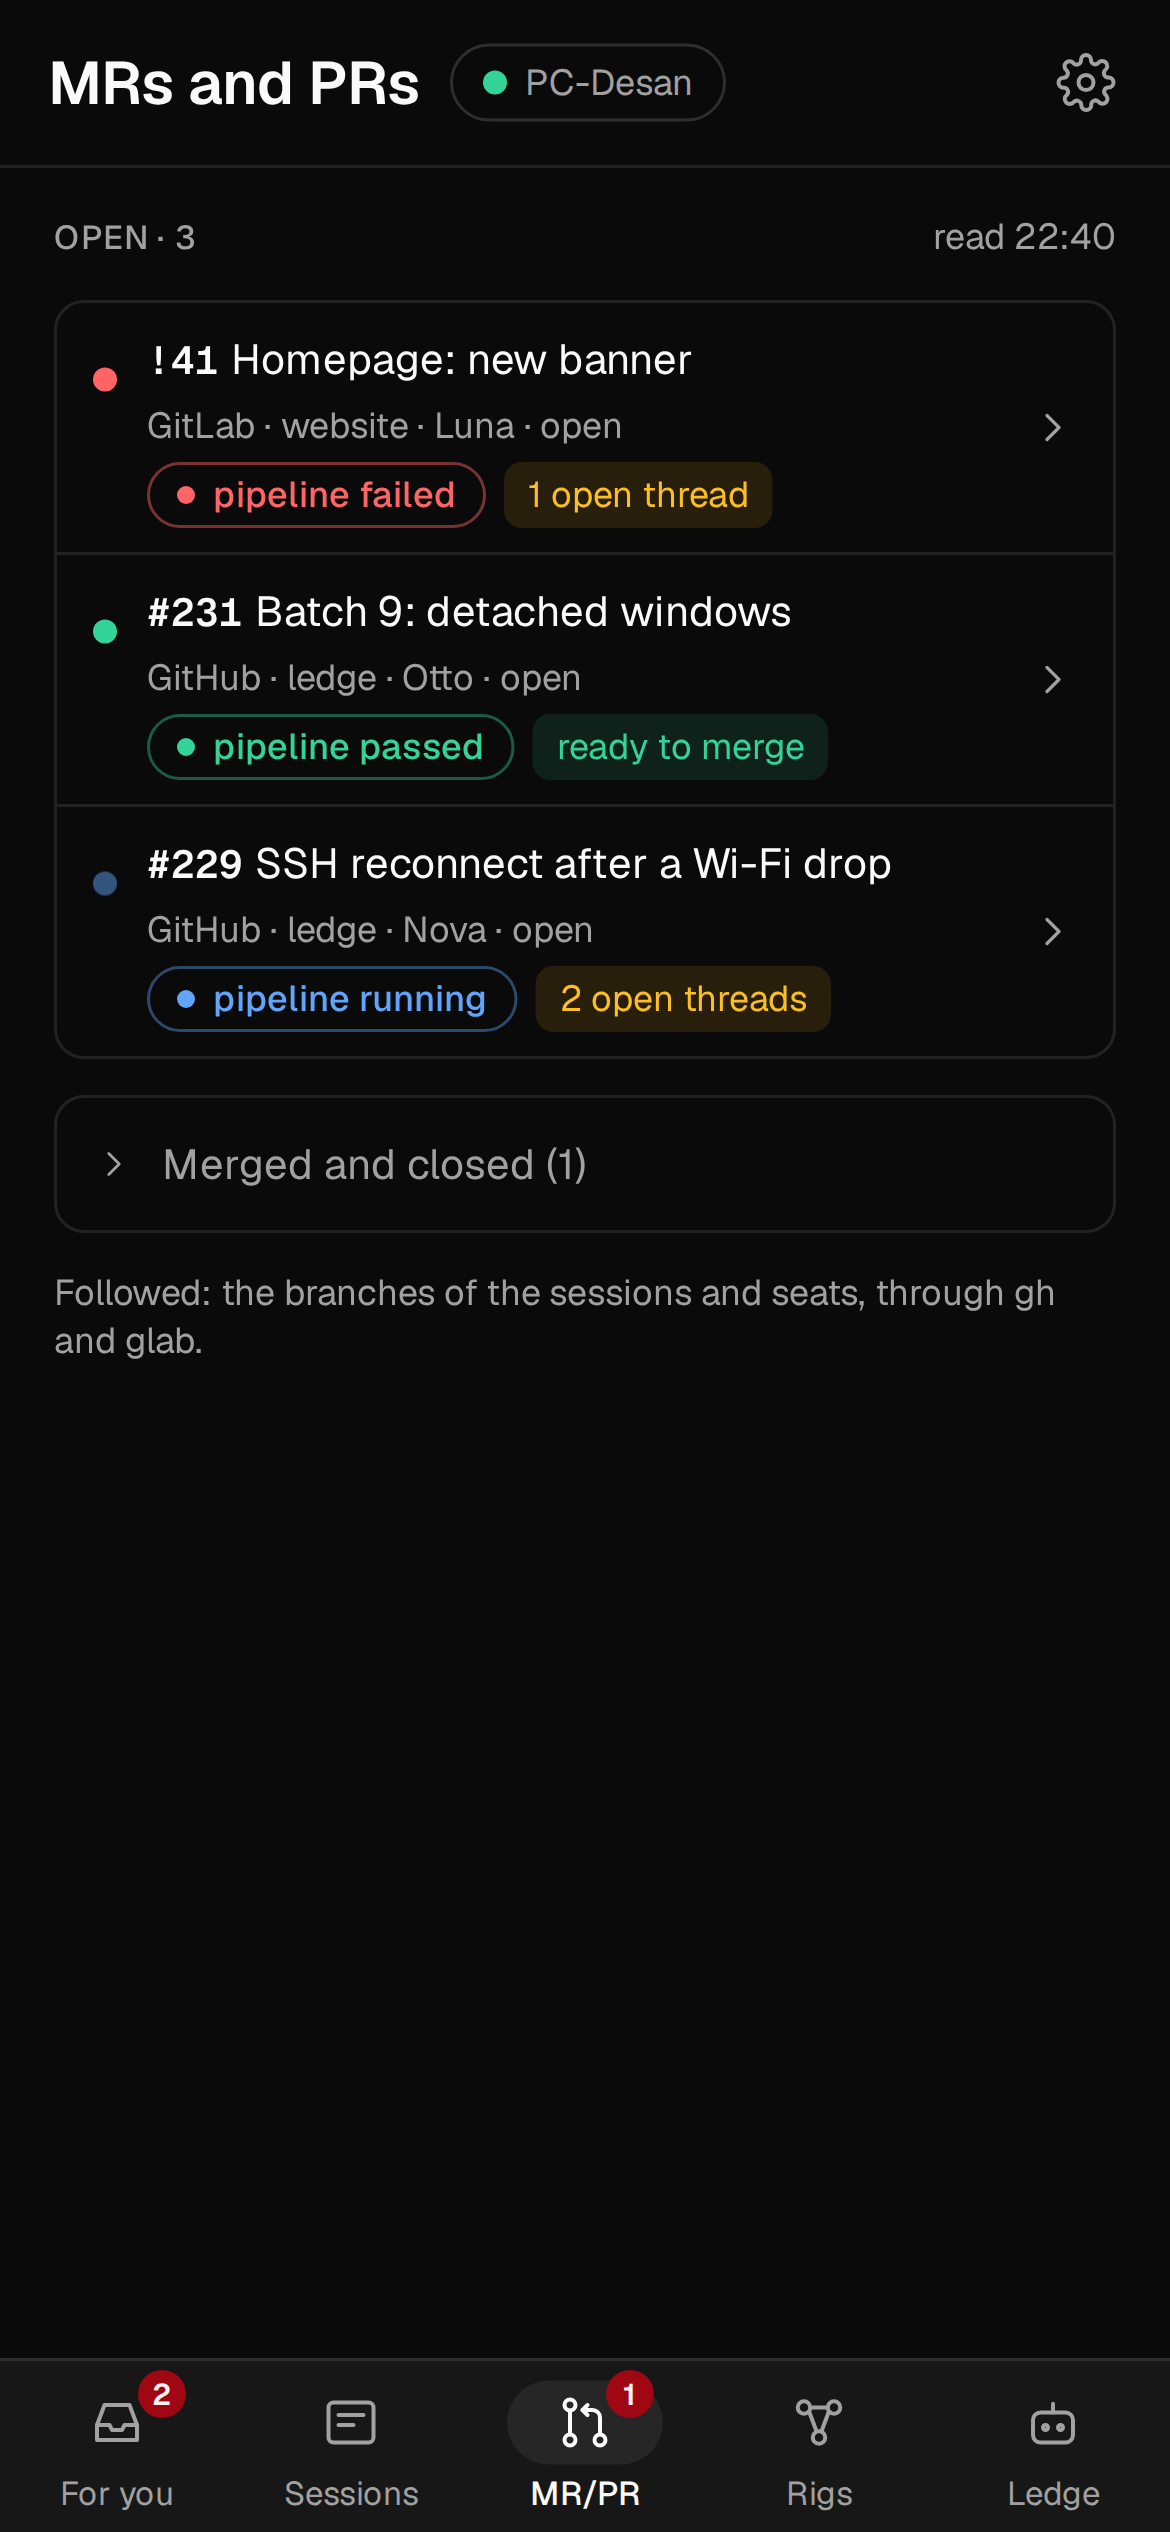 MRs and PRs
PC-Desan
OPEN · 3
read 22:40
!41 Homepage: new banner
GitLab · website · Luna · open
pipeline failed
1 open thread
#231 Batch 9: detached windows
GitHub · ledge · Otto · open
pipeline passed
ready to merge
#229 SSH reconnect after a Wi-Fi drop
GitHub · ledge · Nova · open
pipeline running
2 open threads
Merged and closed (1)
Followed: the branches of the sessions and seats, through gh
and glab.
2
1
For you
Sessions
MR/PR
Rigs
Ledge